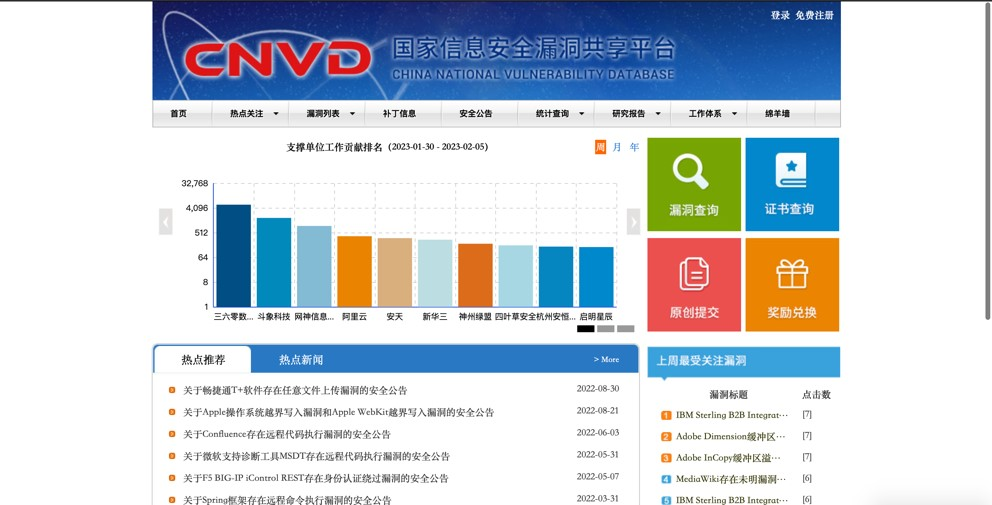 登录 免费注册
CNVD 国家信息安全漏洞共享平台
CHINA NATIONAL VULNERABILITY DATABASE
首页 热点关注 漏洞列表 补丁信息 安全公告 统计查询 研究报告 工作体系 绵羊墙
支撑单位工作贡献排名（2023-01-30 - 2023-02-05）
周 月 年
32,768
4,096
512
64
8
1
三六零数... 斗象科技 网神信息... 阿里云 安天 新华三 神州绿盟 四叶草安全 杭州安恒... 启明星辰
漏洞查询 证书查询
原创提交 奖励兑换
热点推荐 热点新闻 > More
关于畅捷通T+软件存在任意文件上传漏洞的安全公告 2022-08-30
关于Apple操作系统越界写入漏洞和Apple WebKit越界写入漏洞的安全公告 2022-08-21
关于Confluence存在远程代码执行漏洞的安全公告 2022-06-03
关于微软支持诊断工具MSDT存在远程代码执行漏洞的安全公告 2022-05-31
关于F5 BIG-IP iControl REST存在身份认证绕过漏洞的安全公告 2022-05-07
关于Spring框架存在远程命令执行漏洞的安全公告 2022-03-31
上周最受关注漏洞
漏洞标题 点击数
1 IBM Sterling B2B Integrat··· [7]
2 Adobe Dimension缓冲区··· [7]
3 Adobe InCopy缓冲区溢··· [7]
4 MediaWiki存在未明漏洞··· [6]
5 IBM Sterling B2B Integrat··· [6]